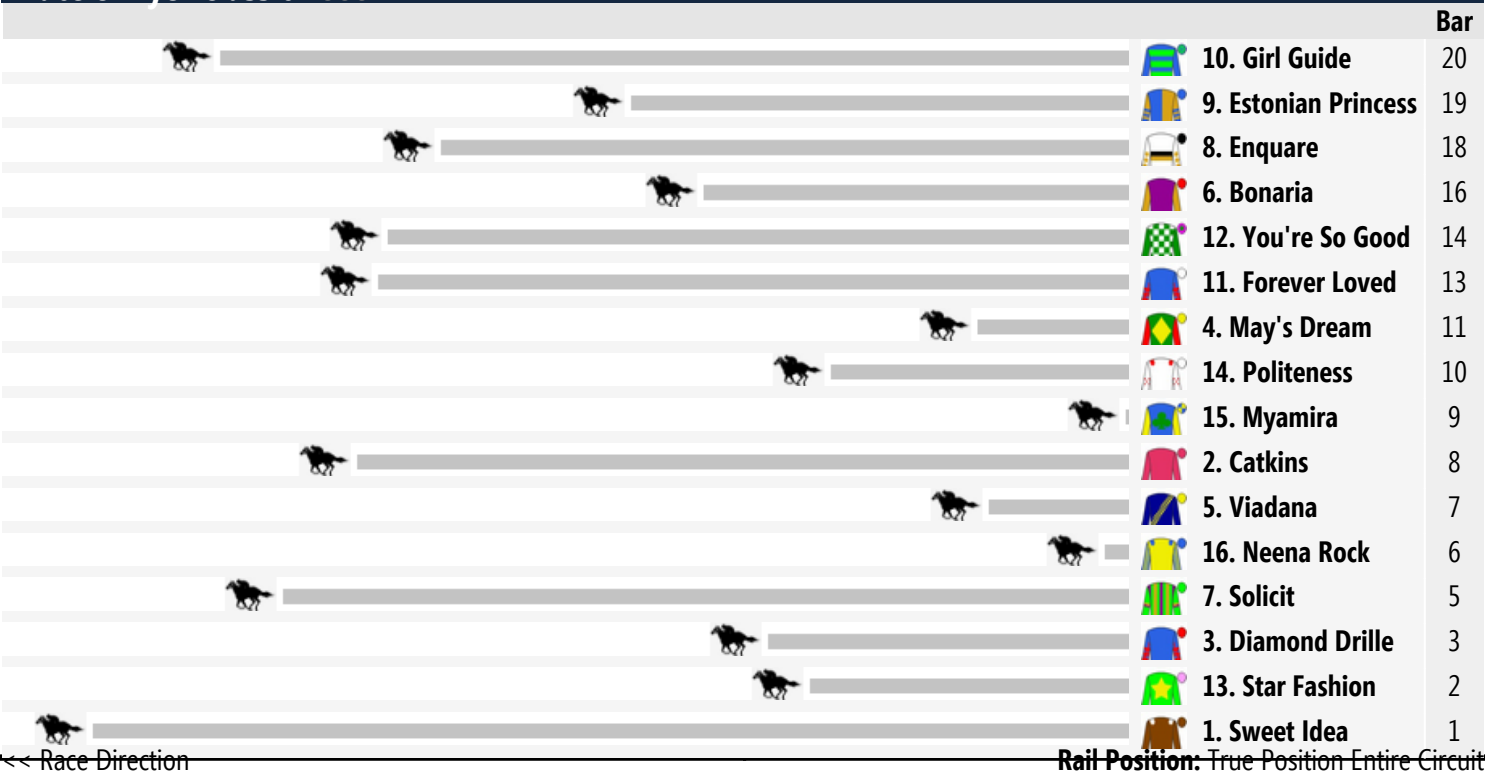 Bar
10. Girl Guide 20
9. Estonian Princess 19
8. Enquare 18
6. Bonaria 16
12. You're So Good 14
11. Forever Loved 13
4. May's Dream 11
14. Politeness 10
15. Myamira 9
2. Catkins 8
5. Viadana 7
16. Neena Rock 6
7. Solicit 5
3. Diamond Drille 3
13. Star Fashion 2
1. Sweet Idea 1
<< Race Direction Rail Position: True Position Entire Circuit